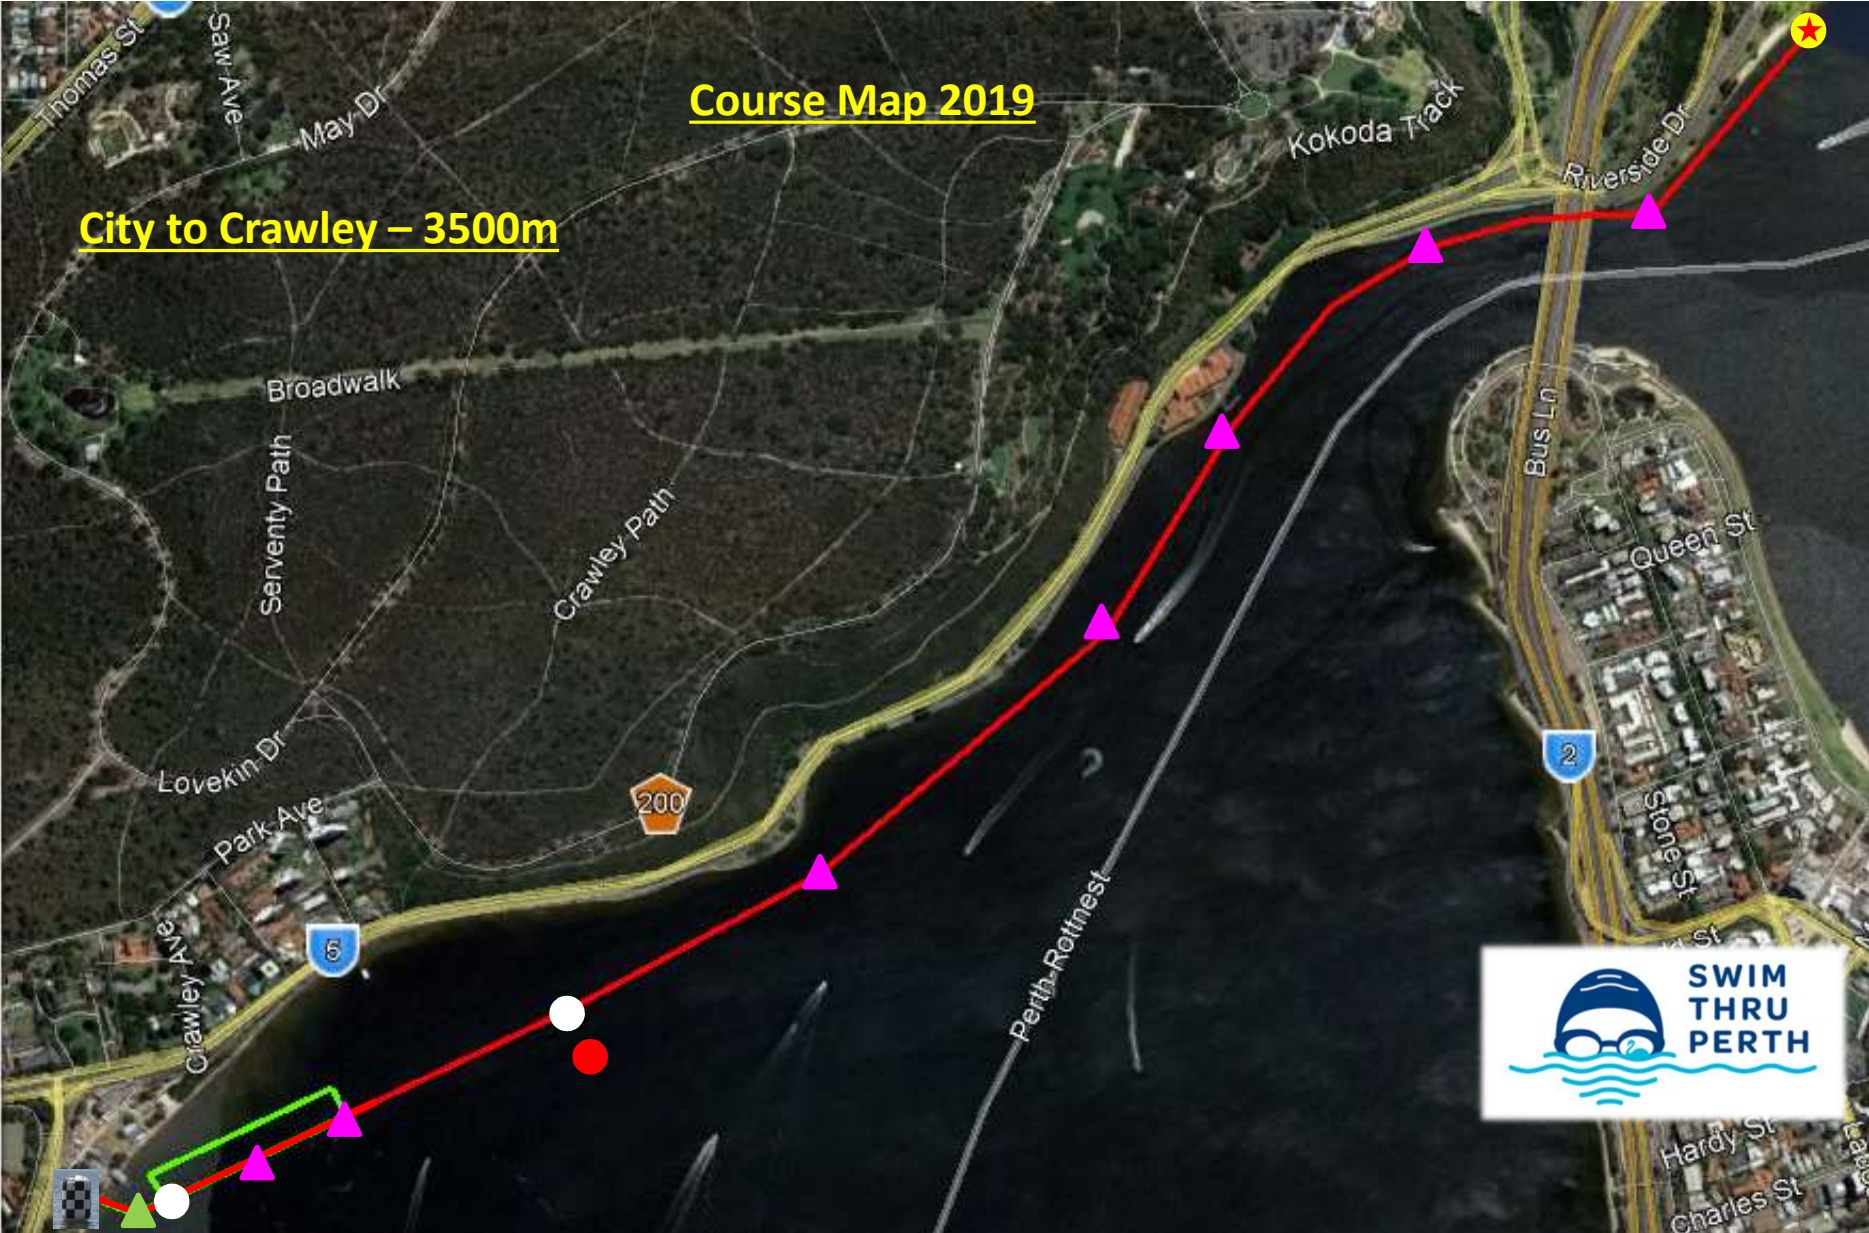 Thomas St
Saw Ave
May Dr
Course Map 2019
Kokoda Track
Riverside Dr
City to Crawley – 3500m
Broadwalk
Serventy Path
Crawley Path
Bus Ln
Queen St
Lovekin Dr
Park Ave
200
2
Stone St
5
Crawley Ave
Perth-Rottnest
SWIM
THRU
PERTH
Hardy St
Charles St